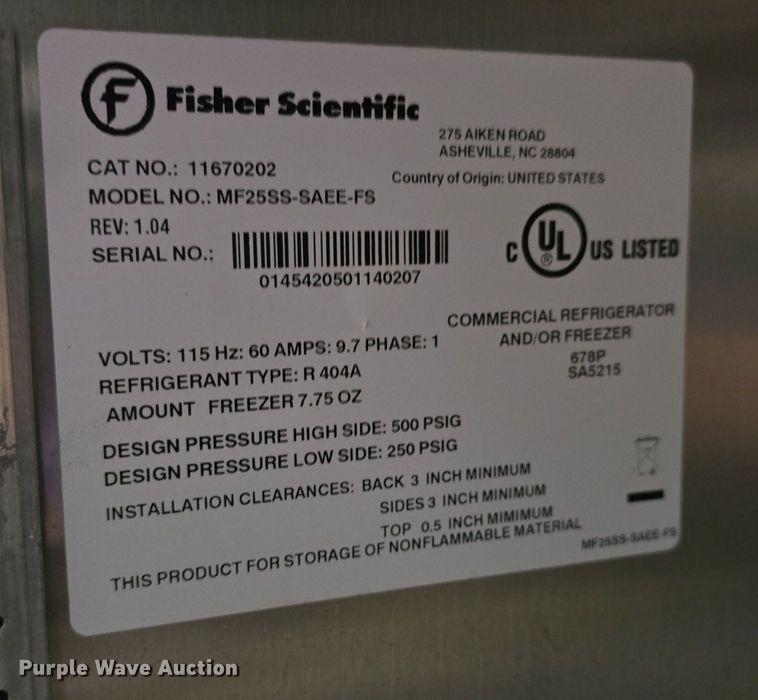 F Fisher Scientific
275 AIKEN ROAD
ASHEVILLE, NC 28804
CAT NO.: 11670202
Country of Origin: UNITED STATES
MODEL NO.: MF25SS-SAEE-FS
REV: 1.04
SERIAL NO.:
0145420501140207
C UL ® US LISTED
COMMERCIAL REFRIGERATOR
AND/OR FREEZER
678P
SA5215
VOLTS: 115 Hz: 60 AMPS: 9.7 PHASE: 1
REFRIGERANT TYPE: R 404A
AMOUNT FREEZER 7.75 OZ
DESIGN PRESSURE HIGH SIDE: 500 PSIG
DESIGN PRESSURE LOW SIDE: 250 PSIG
INSTALLATION CLEARANCES: BACK 3 INCH MINIMUM
SIDES 3 INCH MINIMUM
TOP 0.5 INCH MIMIMUM
THIS PRODUCT FOR STORAGE OF NONFLAMMABLE MATERIAL
MF25SS-SAEE-FS
Purple Wave Auction